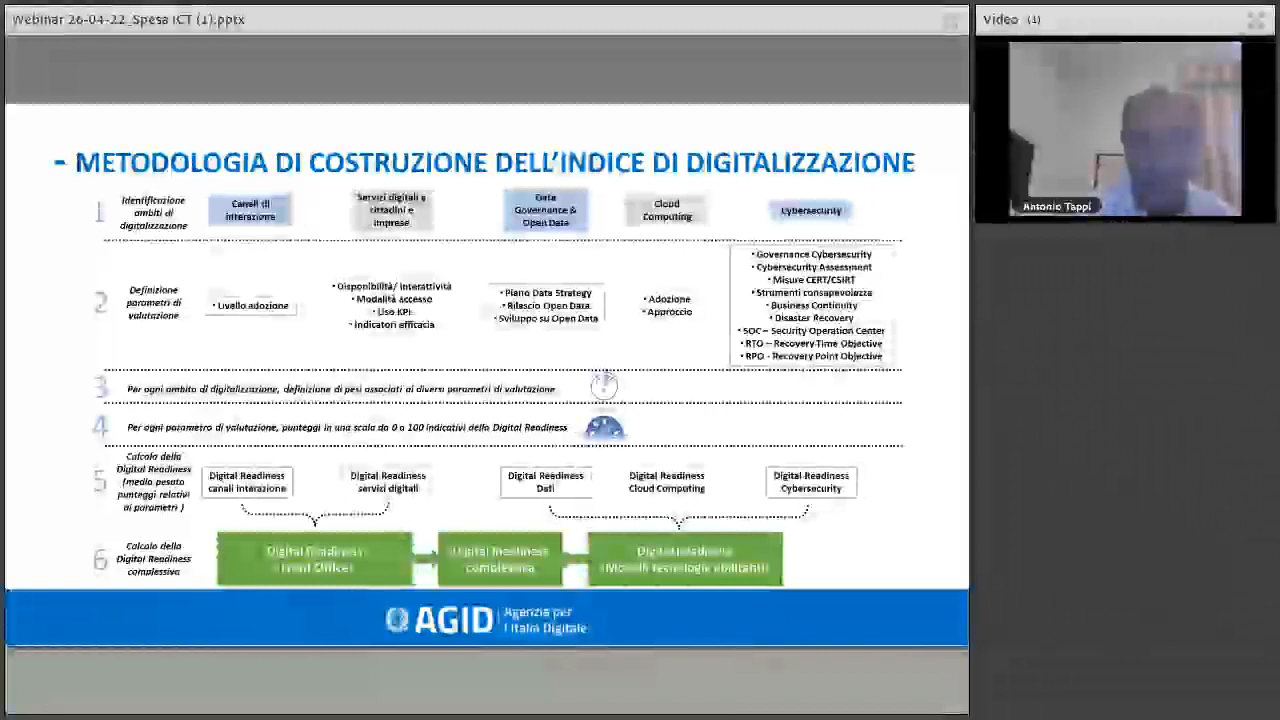 Webinar 26-04-22_Spesa ICT (1).pptx
Video (1)
Antonio Tappi
- METODOLOGIA DI COSTRUZIONE DELL'INDICE DI DIGITALIZZAZIONE
1
Identificazione
ambiti di
digitalizzazione
Canali di
interazione
Servizi digitali a
cittadini e
imprese
Data
Governance &
Open Data
Cloud
Computing
Cybersecurity
2
Definizione
parametri di
valutazione
• Livello adozione
• Disponibilità/ interattività
• Modalità accesso
• Uso KPI
• Indicatori efficacia
• Piano Data Strategy
• Rilascio Open Data
• Sviluppo su Open Data
• Adozione
• Approccio
• Governance Cybersecurity
• Cybersecurity Assessment
• Misure CERT/CSIRT
• Strumenti consapevolezza
• Business Continuity
• Disaster Recovery
• SOC – Security Operation Center
• RTO – Recovery Time Objective
• RPO - Recovery Point Objective
3
Per ogni ambito di digitalizzazione, definizione di pesi associati ai diversi parametri di valutazione
4
Per ogni parametro di valutazione, punteggi in una scala da 0 a 100 indicativi della Digital Readiness
5
Calcolo della
Digital Readiness
(media pesata
punteggi relativi
ai parametri )
Digital Readiness
canali interazione
Digital Readiness
servizi digitali
Digital Readiness
Dati
Digital Readiness
Cloud Computing
Digital Readiness
Cybersecurity
6
Calcolo della
Digital Readiness
complessiva
Digital Readiness
(Front Office)
Digital Readiness
complessiva
Digital Readiness
(Modelli tecnologie abilitanti)
AGID
Agenzia per
l'Italia Digitale